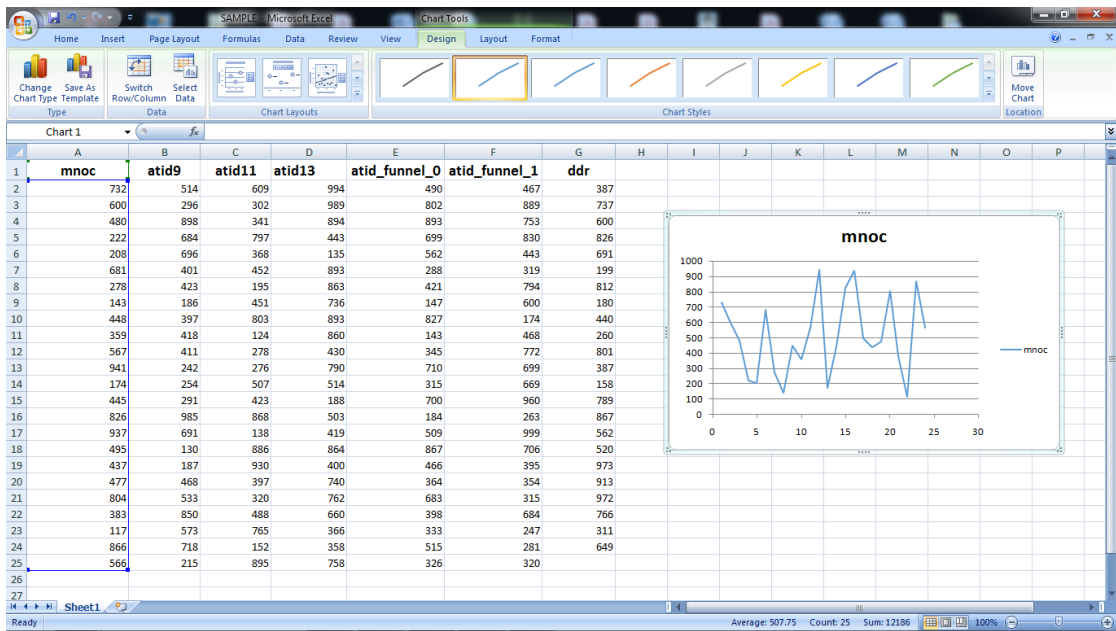 SAMPLE - Microsoft Excel Chart Tools
Home Insert Page Layout Formulas Data Review View Design Layout Format
Change Chart Type Save As Template Switch Row/Column Select Data
Type Data Chart Layouts Chart Styles Move Chart Location
Chart 1 fx
A B C D E F G H I J K L M N O P
1 mnoc atid9 atid11 atid13 atid_funnel_0 atid_funnel_1 ddr
2 732 514 609 994 490 467 387
3 600 296 302 989 802 889 737
4 480 898 341 894 893 753 600
5 222 684 797 443 699 830 826
6 208 696 368 135 562 443 691
7 681 401 452 893 288 319 199
8 278 423 195 863 421 794 812
9 143 186 451 736 147 600 180
10 448 397 803 893 827 174 440
11 359 418 124 860 143 468 260
12 567 411 278 430 345 772 801
13 941 242 276 790 710 699 387
14 174 254 507 514 315 669 158
15 445 291 423 188 700 960 789
16 826 985 868 503 184 263 867
17 937 691 138 419 509 999 562
18 495 130 886 864 867 706 520
19 437 187 930 400 466 395 973
20 477 468 397 740 364 354 913
21 804 533 320 762 683 315 972
22 383 850 488 660 398 684 766
23 117 573 765 366 333 247 311
24 866 718 152 358 515 281 649
25 566 215 895 758 326 320
26
27
mnoc
1000
900
800
700
600
500
400
300
200
100
0
0 5 10 15 20 25 30
mnoc
Sheet1
Ready Average: 507.75 Count: 25 Sum: 12186 100%